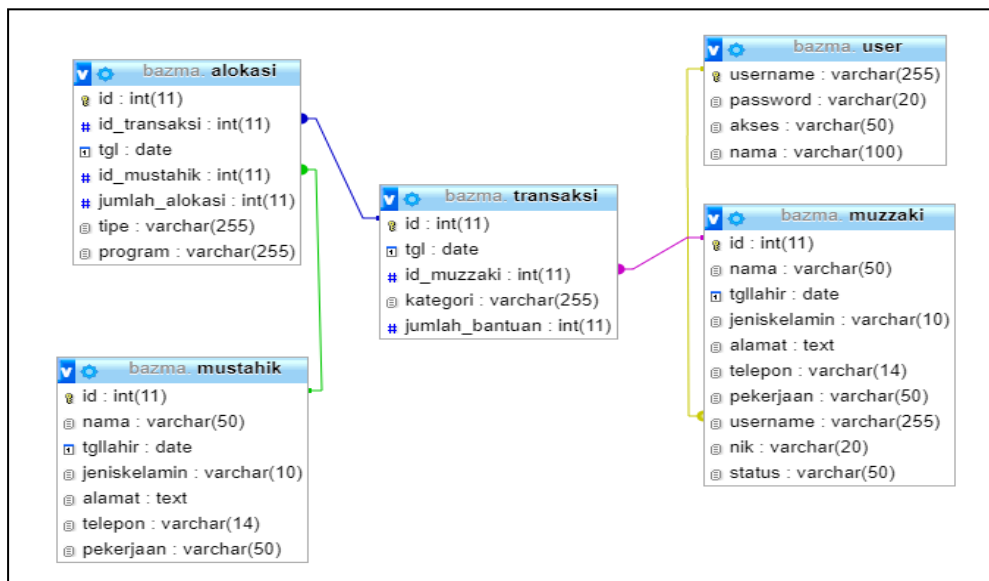 bazma. alokasi
id : int(11)
id_transaksi : int(11)
tgl : date
id_mustahik : int(11)
jumlah_alokasi : int(11)
tipe : varchar(255)
program : varchar(255)
bazma. mustahik
id : int(11)
nama : varchar(50)
tgllahir : date
jeniskelamin : varchar(10)
alamat : text
telepon : varchar(14)
pekerjaan : varchar(50)
bazma. transaksi
id : int(11)
tgl : date
id_muzzaki : int(11)
kategori : varchar(255)
jumlah_bantuan : int(11)
bazma. user
username : varchar(255)
password : varchar(20)
akses : varchar(50)
nama : varchar(100)
bazma. muzzaki
id : int(11)
nama : varchar(50)
tgllahir : date
jeniskelamin : varchar(10)
alamat : text
telepon : varchar(14)
pekerjaan : varchar(50)
username : varchar(255)
nik : varchar(20)
status : varchar(50)